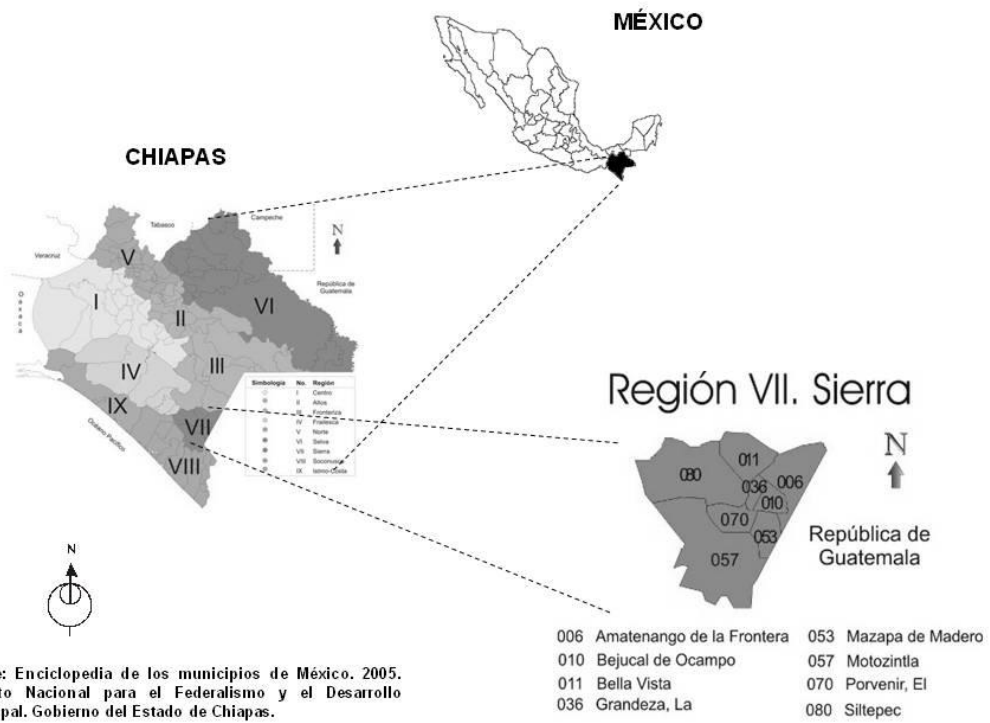 MÉXICO
CHIAPAS
Tabasco
Campeche
N
Veracruz
República de
Guatemala
Oaxaca
V
I
II
VI
III
IV
IX
VII
VIII
Océano Pacífico
Simbología No. Región
I Centro
II Altos
III Fronteriza
IV Frailesca
V Norte
VI Selva
VII Sierra
VIII Soconusco
IX Istmo-Costa
Región VII. Sierra
N
011
080
036
006
010
070
053
057
República de
Guatemala
N
006 Amatenango de la Frontera
010 Bejucal de Ocampo
011 Bella Vista
036 Grandeza, La
053 Mazapa de Madero
057 Motozintla
070 Porvenir, El
080 Siltepec
e: Enciclopedia de los municipios de México. 2005.
to Nacional para el Federalismo y el Desarrollo
ipal. Gobierno del Estado de Chiapas.